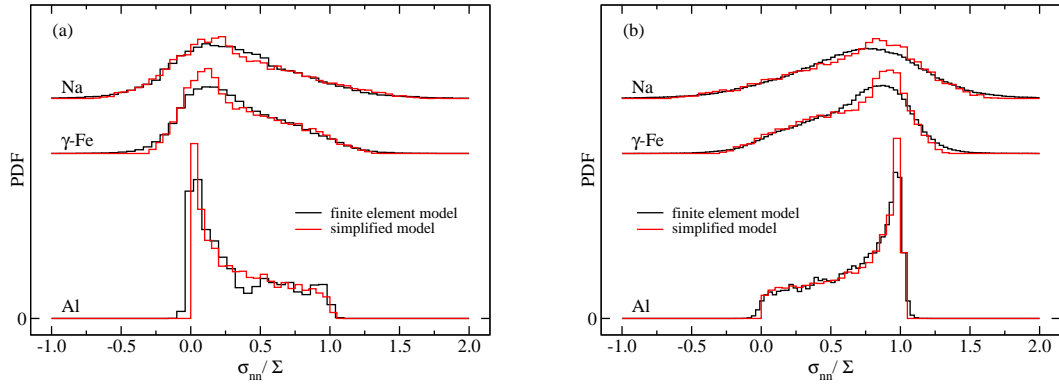 (a)
Na
γ-Fe
PDF
finite element model
simplified model
Al
0
-1.0 -0.5 0.0 0.5 1.0 1.5 2.0
σnn / Σ
(b)
Na
γ-Fe
PDF
finite element model
simplified model
Al
0
-1.0 -0.5 0.0 0.5 1.0 1.5 2.0
σnn / Σ